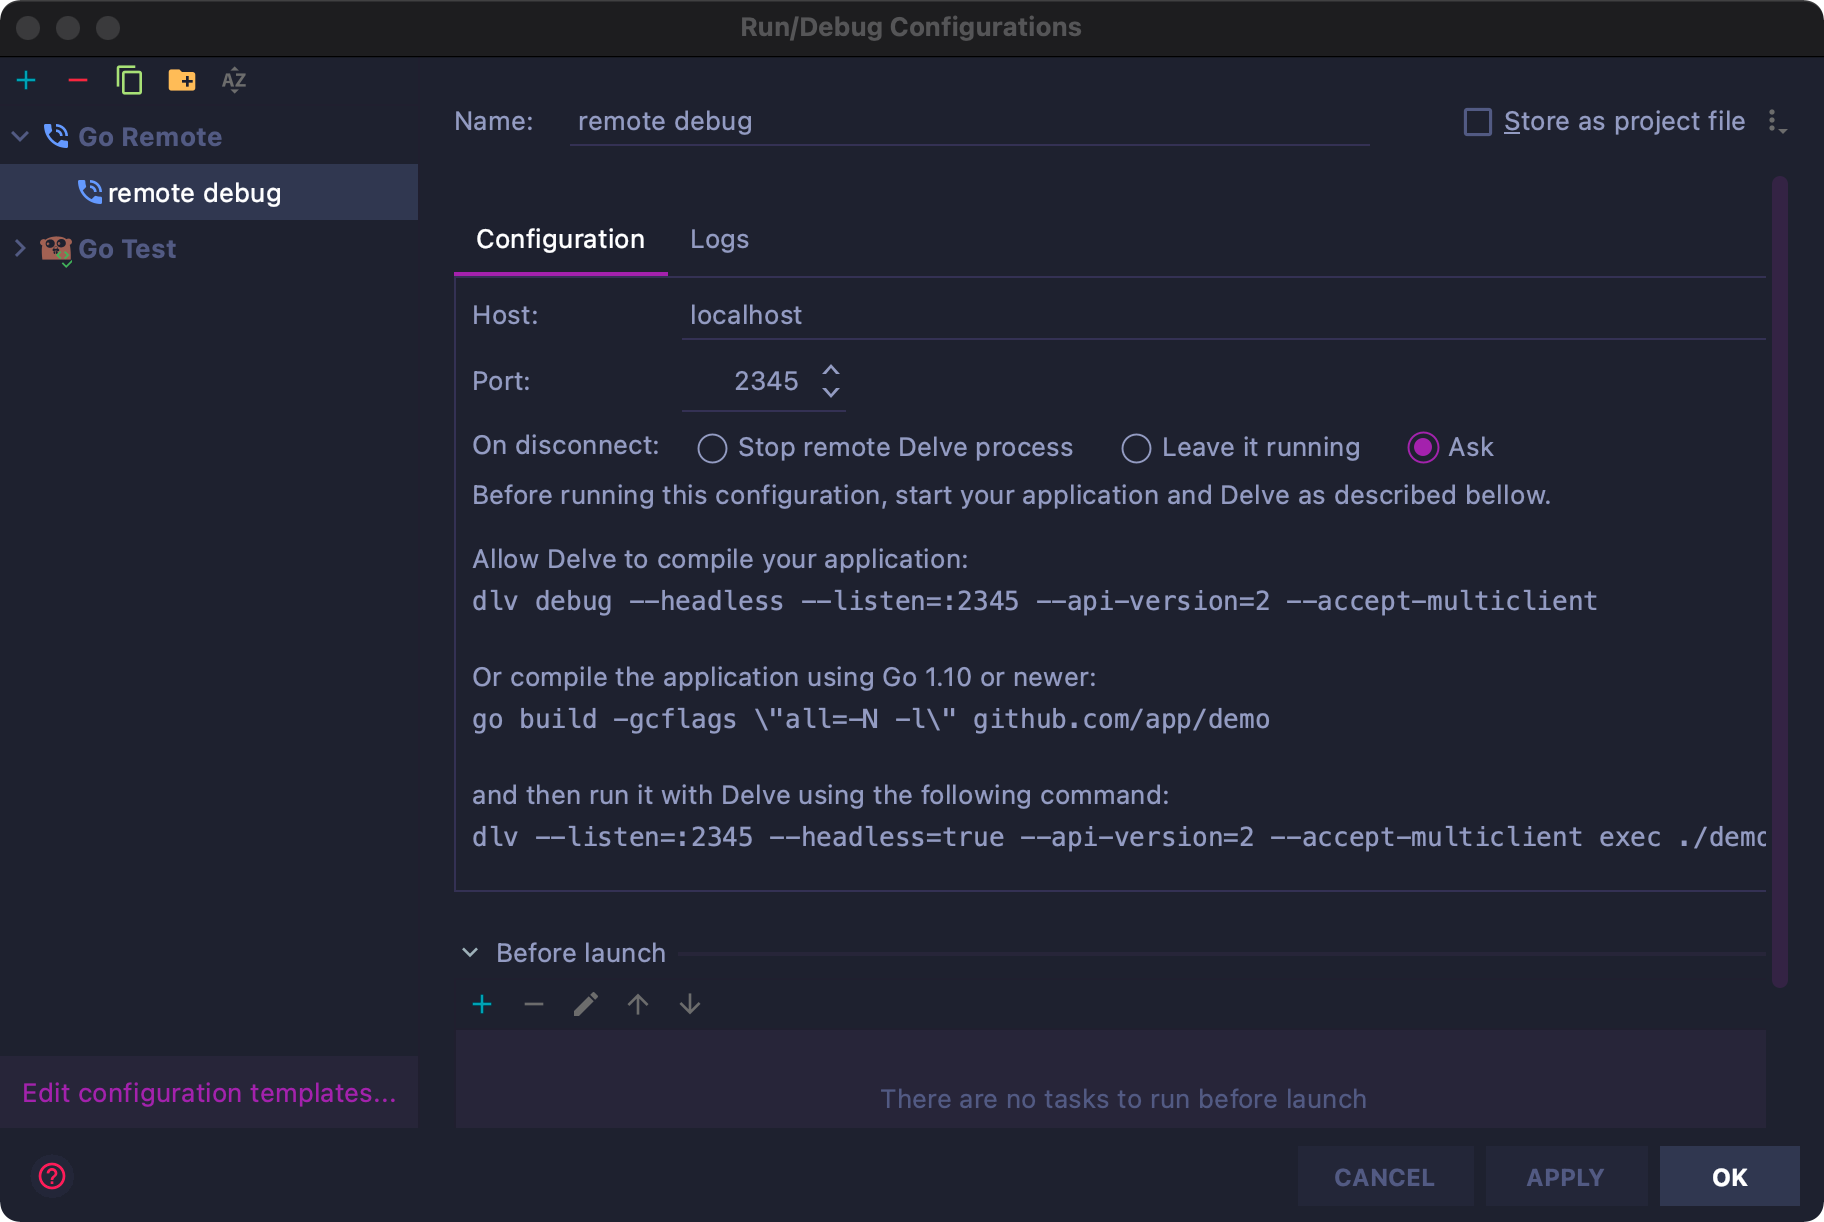 Run/Debug Configurations
AZ
Go Remote
remote debug
Go Test
Edit configuration templates...
Name: remote debug
Store as project file
Configuration Logs
Host: localhost
Port: 2345
On disconnect: Stop remote Delve process Leave it running Ask
Before running this configuration, start your application and Delve as described bellow.
Allow Delve to compile your application:
dlv debug --headless --listen=:2345 --api-version=2 --accept-multiclient
Or compile the application using Go 1.10 or newer:
go build -gcflags \"all=-N -l\" github.com/app/demo
and then run it with Delve using the following command:
dlv --listen=:2345 --headless=true --api-version=2 --accept-multiclient exec ./demo
Before launch
There are no tasks to run before launch
?
CANCEL APPLY OK